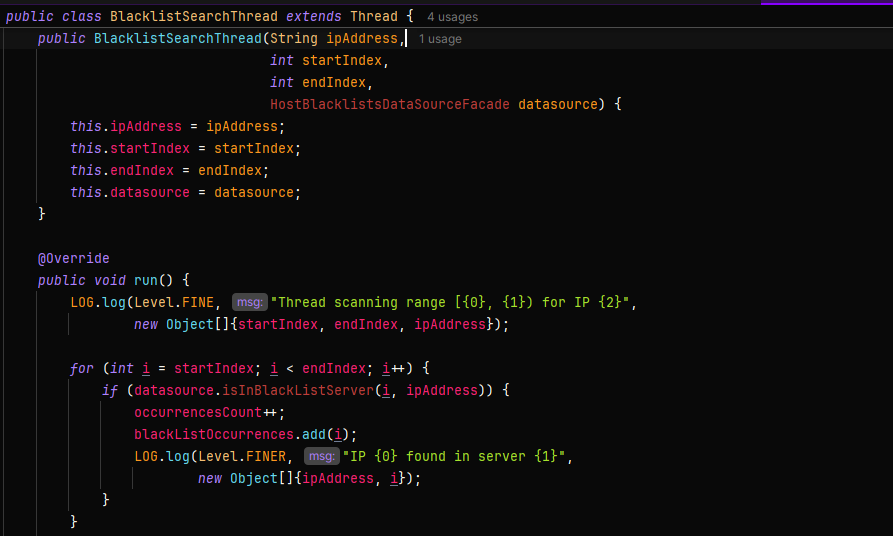 public class BlacklistSearchThread extends Thread { 4 usages
public BlacklistSearchThread(String ipAddress, 1 usage
int startIndex,
int endIndex,
HostBlacklistsDataSourceFacade datasource) {
this.ipAddress = ipAddress;
this.startIndex = startIndex;
this.endIndex = endIndex;
this.datasource = datasource;
}
@Override
public void run() {
LOG.log(Level.FINE, msg: "Thread scanning range [{0}, {1}) for IP {2}",
new Object[]{startIndex, endIndex, ipAddress});
for (int i = startIndex; i < endIndex; i++) {
if (datasource.isInBlackListServer(i, ipAddress)) {
occurrencesCount++;
blackListOccurrences.add(i);
LOG.log(Level.FINER, msg: "IP {0} found in server {1}",
new Object[]{ipAddress, i});
}
}